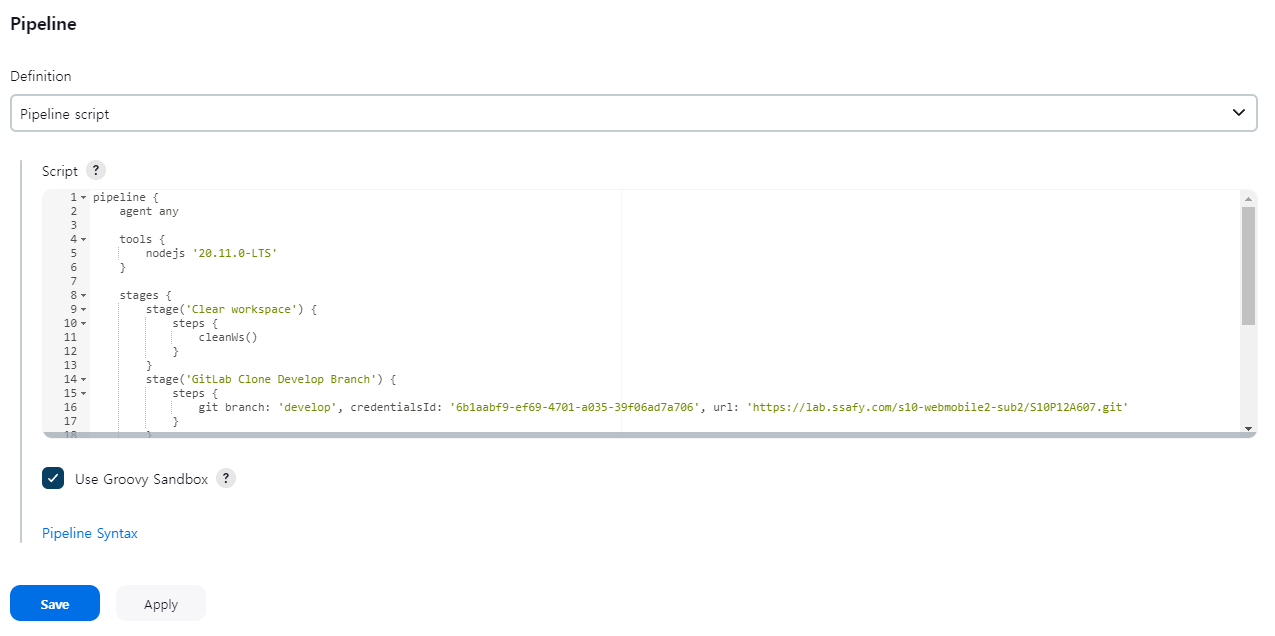 Pipeline
Definition
Pipeline script
Script ?
1 pipeline {
2     agent any
3
4     tools {
5         nodejs '20.11.0-LTS'
6     }
7
8     stages {
9         stage('Clear workspace') {
10             steps {
11                 cleanWs()
12             }
13         }
14         stage('GitLab Clone Develop Branch') {
15             steps {
16                 git branch: 'develop', credentialsId: '6b1aabf9-ef69-4701-a035-39f06ad7a706', url: 'https://lab.ssafy.com/s10-webmobile2-sub2/S10P12A607.git'
17             }
18         }
Use Groovy Sandbox ?
Pipeline Syntax
Save Apply